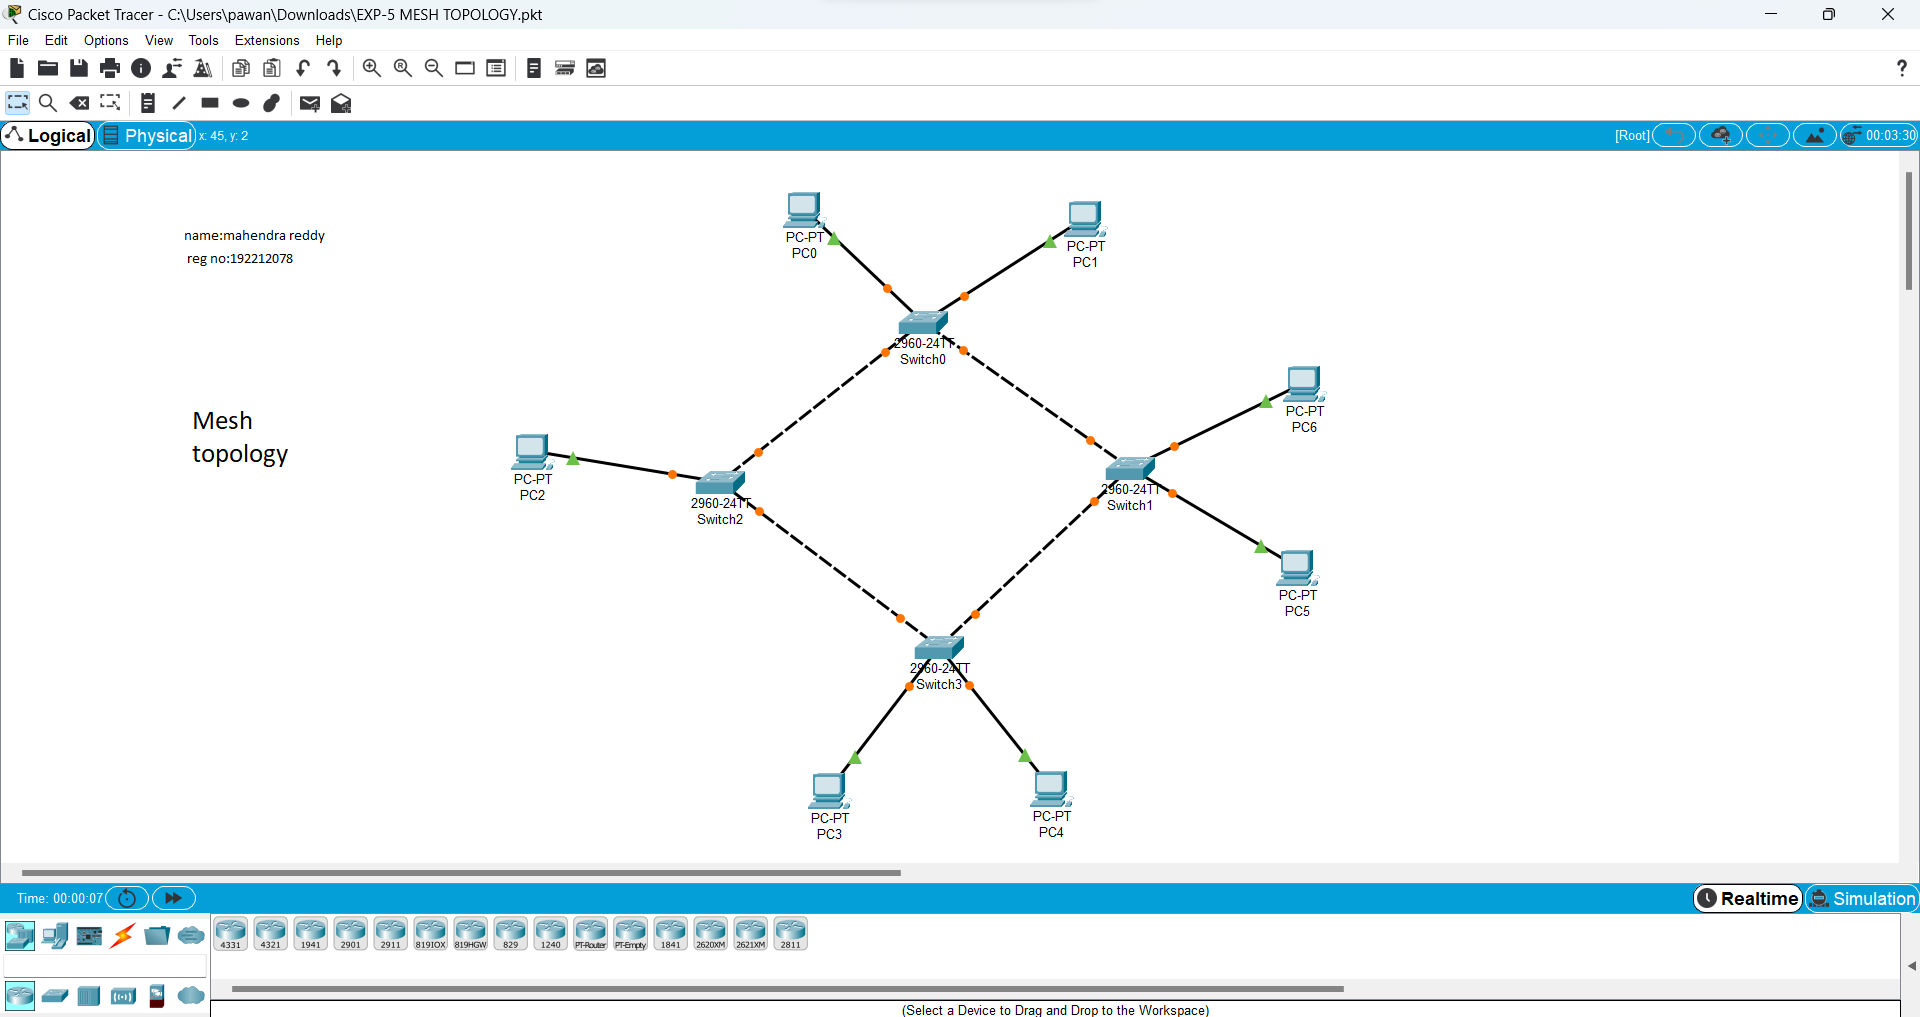 Cisco Packet Tracer - C:\Users\pawan\Downloads\EXP-5 MESH TOPOLOGY.pkt
File Edit Options View Tools Extensions Help
?
Logical Physical x: 45, y: 2 [Root] 00:03:30
name:mahendra reddy
reg no:192212078
Mesh
topology
PC-PT
PC0
PC-PT
PC1
2960-24TT
Switch0
PC-PT
PC6
PC-PT
PC2
2960-24TT
Switch2
2960-24TT
Switch1
PC-PT
PC5
2960-24TT
Switch3
PC-PT
PC3
PC-PT
PC4
Time: 00:00:07 Realtime Simulation
4331 4321 1941 2901 2911 819IOX 819HGW 829 1240 PT-Router PT-Empty 1841 2620XM 2621XM 2811
(Select a Device to Drag and Drop to the Workspace)